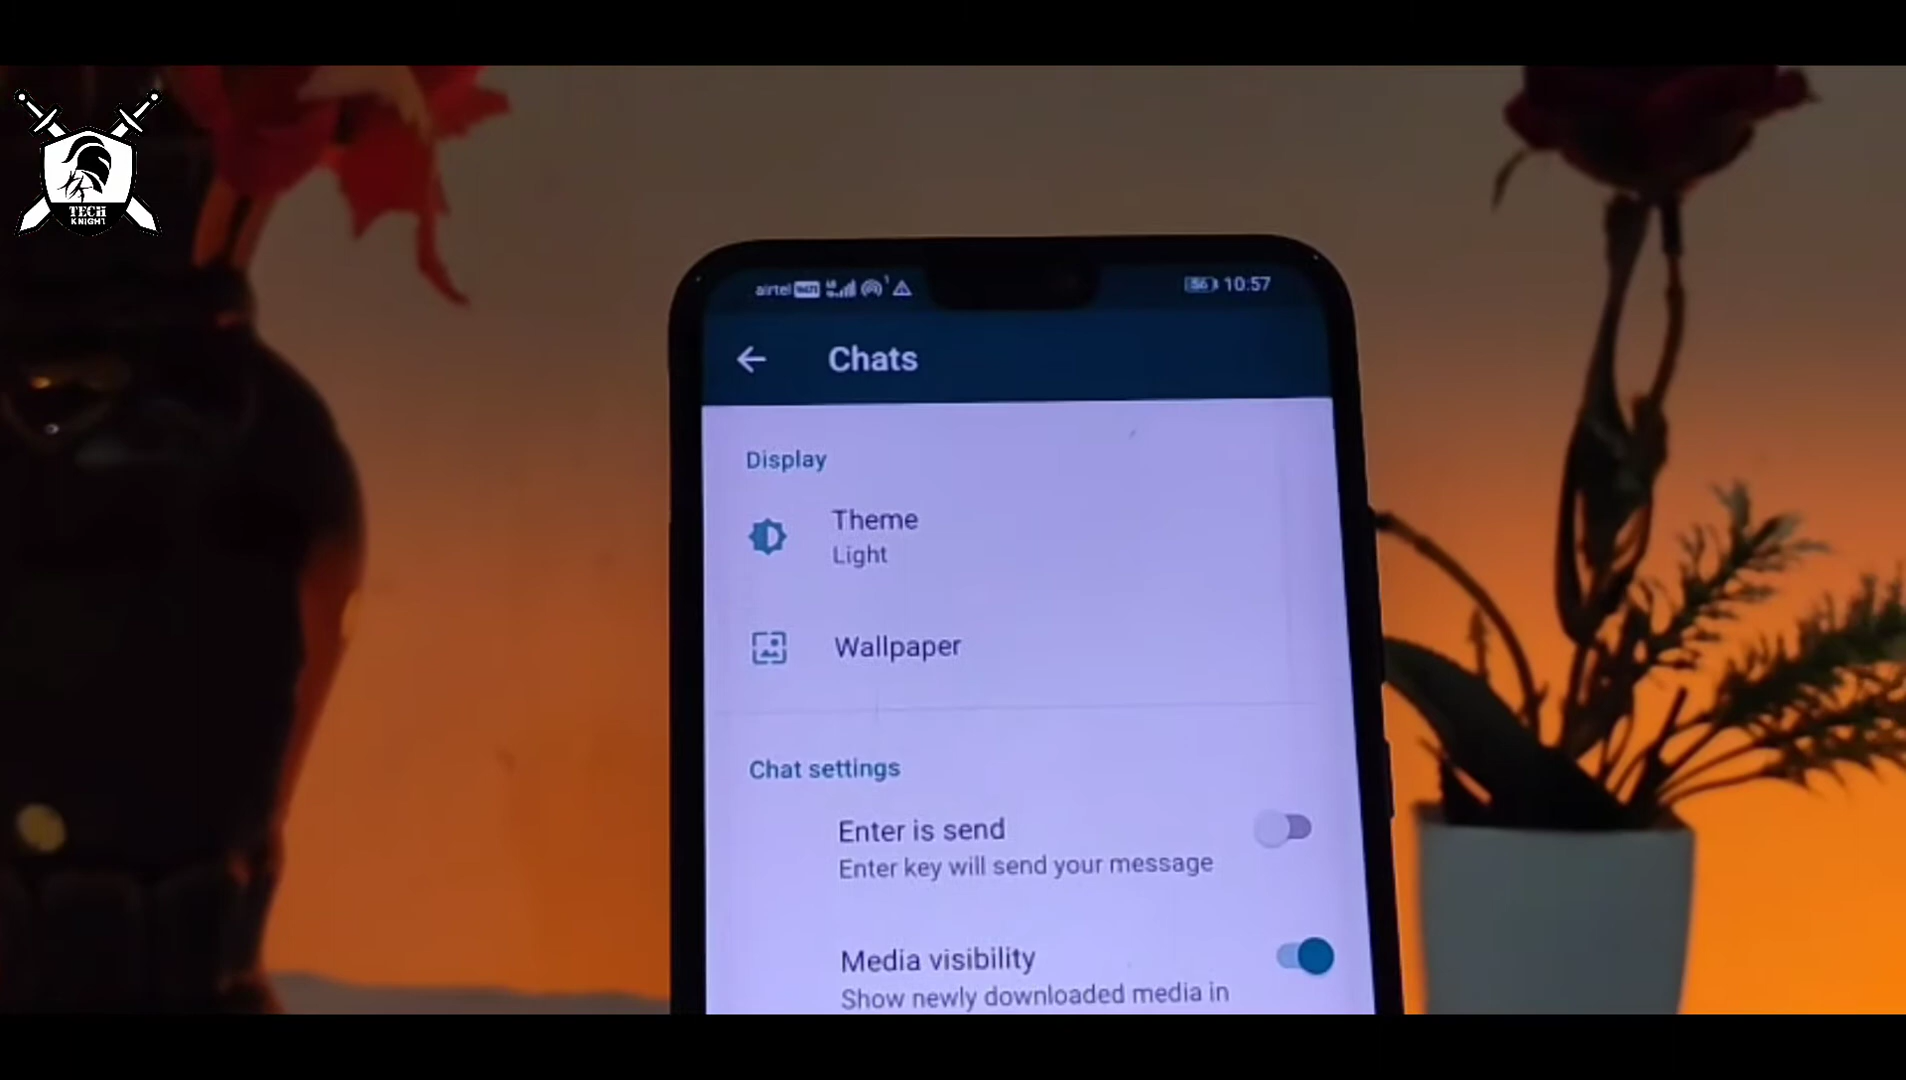 TECH
KNIGHT
airtel 56 10:57
Chats
Display
Theme
Light
Wallpaper
Chat settings
Enter is send
Enter key will send your message
Media visibility
Show newly downloaded media in